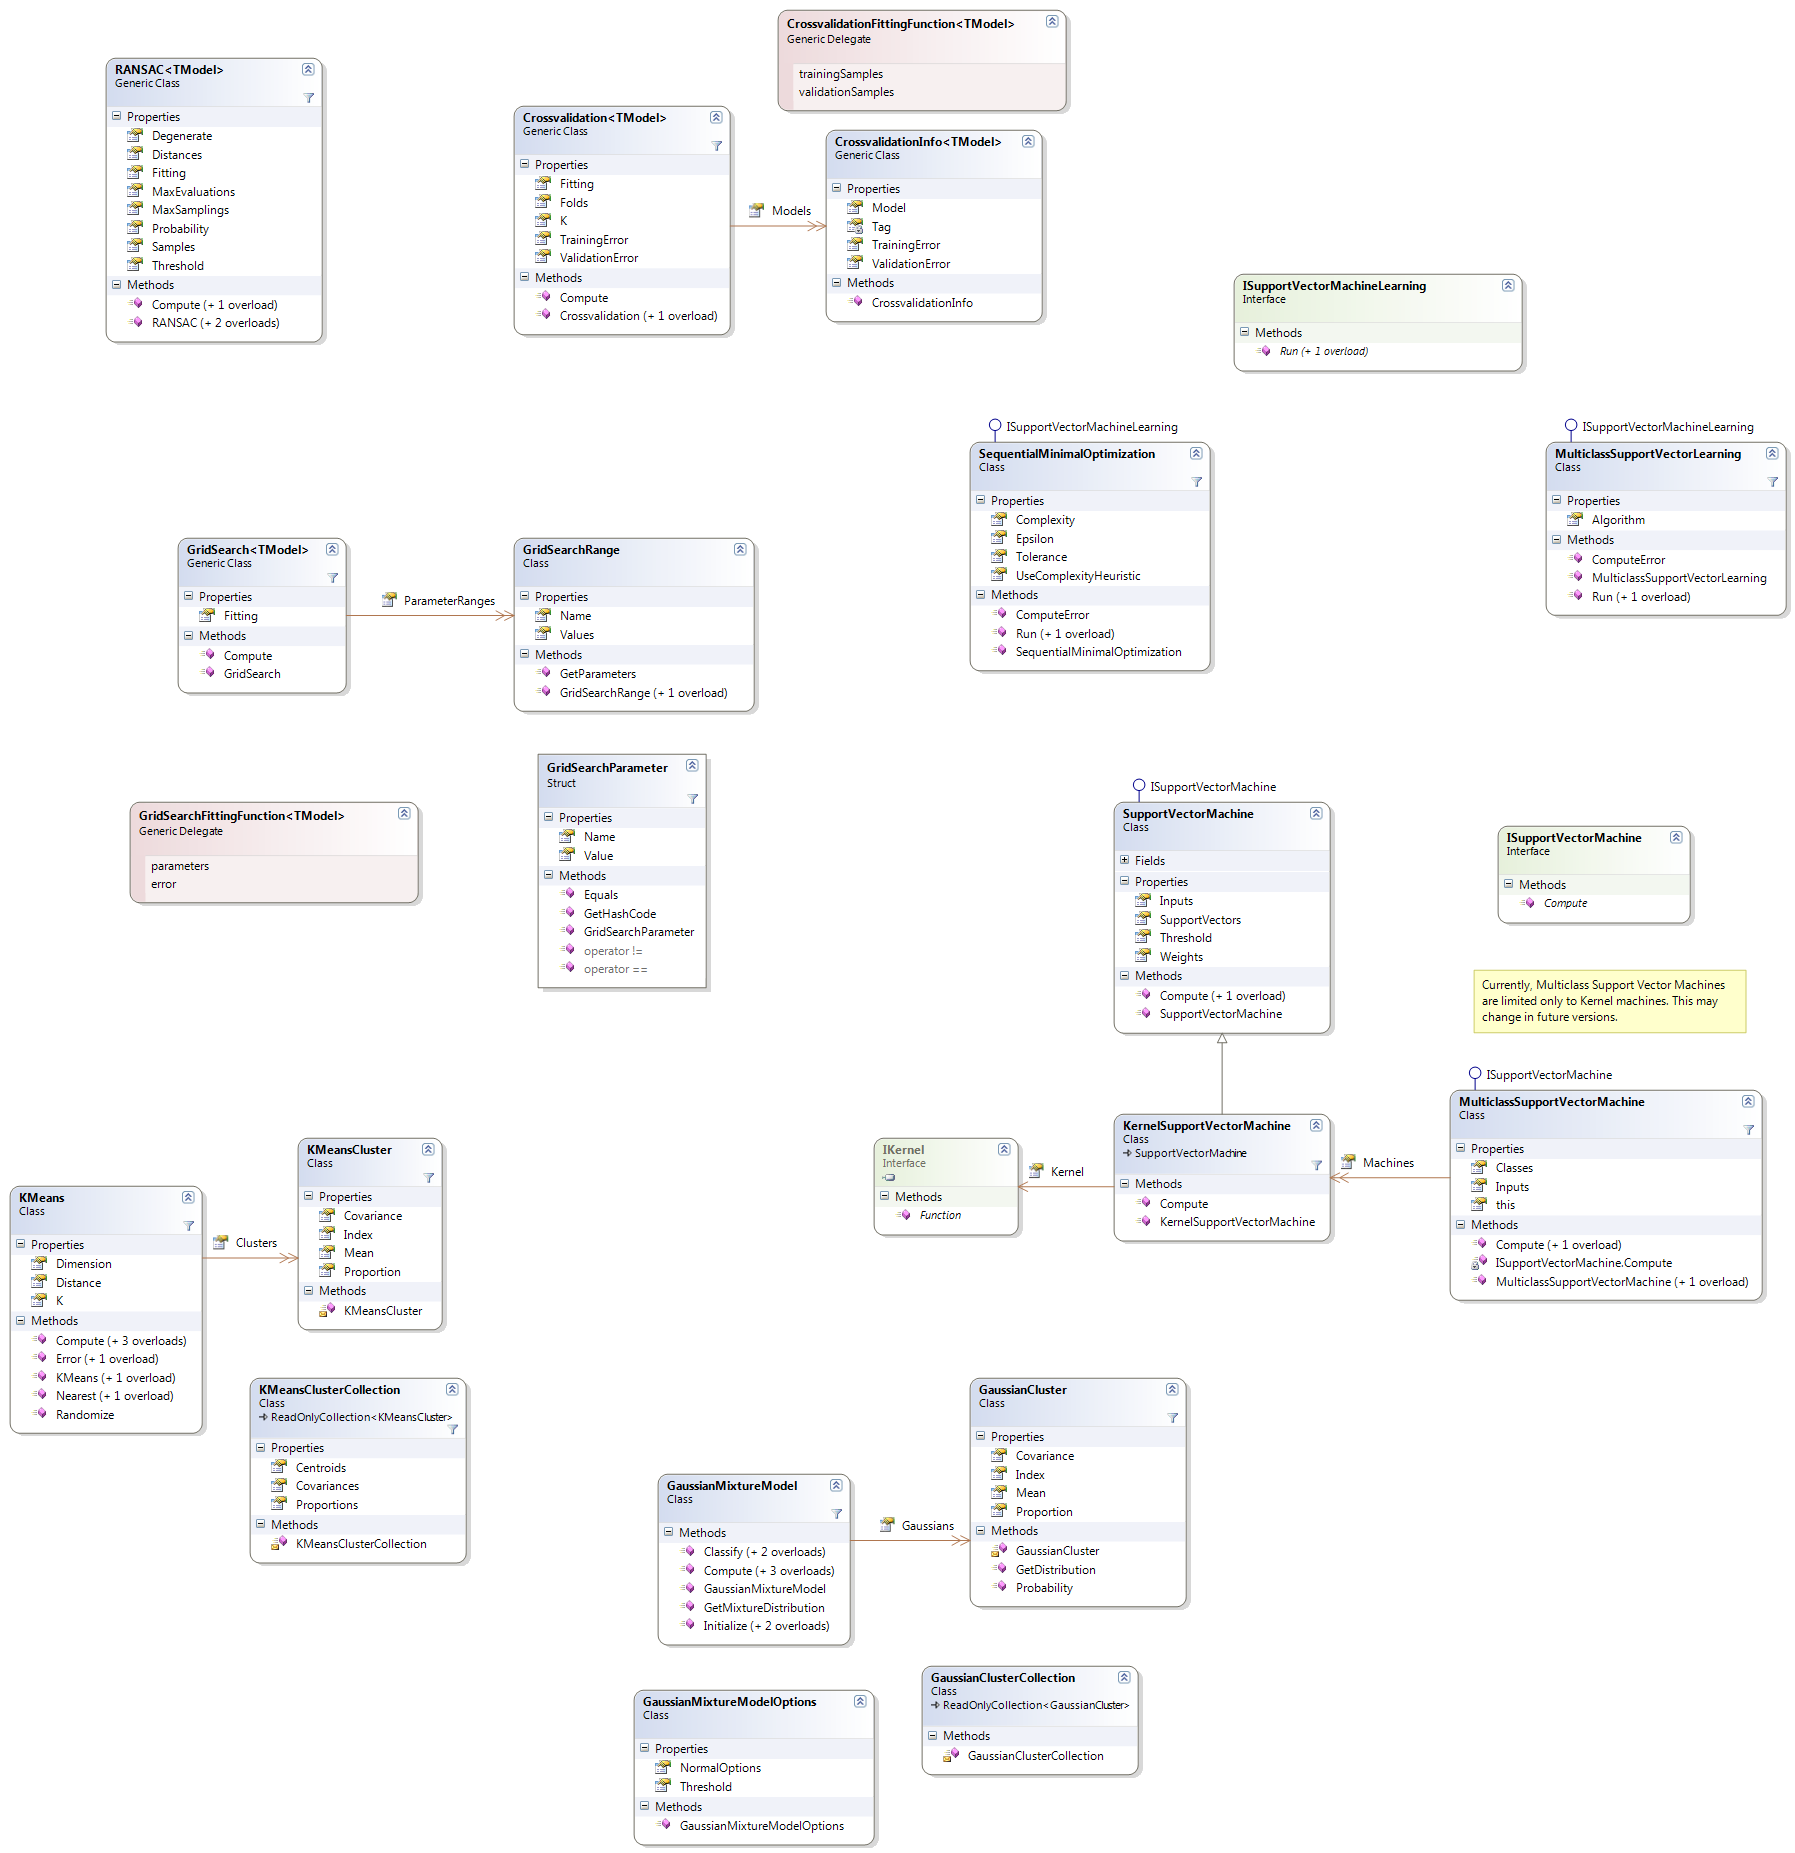 CrossvalidationFittingFunction<TModel>
Generic Delegate
trainingSamples
validationSamples
RANSAC<TModel>
Generic Class
Properties
Degenerate
Distances
Fitting
MaxEvaluations
MaxSamplings
Probability
Samples
Threshold
Methods
Compute (+ 1 overload)
RANSAC (+ 2 overloads)
Crossvalidation<TModel>
Generic Class
Properties
Fitting
Folds
K
TrainingError
ValidationError
Methods
Compute
Crossvalidation (+ 1 overload)
Models
CrossvalidationInfo<TModel>
Generic Class
Properties
Model
Tag
TrainingError
ValidationError
Methods
CrossvalidationInfo
ISupportVectorMachineLearning
Interface
Methods
Run (+ 1 overload)
ISupportVectorMachineLearning
SequentialMinimalOptimization
Class
Properties
Complexity
Epsilon
Tolerance
UseComplexityHeuristic
Methods
ComputeError
Run (+ 1 overload)
SequentialMinimalOptimization
ISupportVectorMachineLearning
MulticlassSupportVectorLearning
Class
Properties
Algorithm
Methods
ComputeError
MulticlassSupportVectorLearning
Run (+ 1 overload)
GridSearch<TModel>
Generic Class
Properties
Fitting
Methods
Compute
GridSearch
ParameterRanges
GridSearchRange
Class
Properties
Name
Values
Methods
GetParameters
GridSearchRange (+ 1 overload)
GridSearchParameter
Struct
Properties
Name
Value
Methods
Equals
GetHashCode
GridSearchParameter
operator !=
operator ==
GridSearchFittingFunction<TModel>
Generic Delegate
parameters
error
ISupportVectorMachine
SupportVectorMachine
Class
Fields
Properties
Inputs
SupportVectors
Threshold
Weights
Methods
Compute (+ 1 overload)
SupportVectorMachine
ISupportVectorMachine
Interface
Methods
Compute
Currently, Multiclass Support Vector Machines
are limited only to Kernel machines. This may
change in future versions.
ISupportVectorMachine
MulticlassSupportVectorMachine
Class
Properties
Classes
Inputs
this
Methods
Compute (+ 1 overload)
ISupportVectorMachine.Compute
MulticlassSupportVectorMachine (+ 1 overload)
Machines
KernelSupportVectorMachine
Class
SupportVectorMachine
Methods
Compute
KernelSupportVectorMachine
Kernel
IKernel
Interface
Methods
Function
KMeans
Class
Properties
Dimension
Distance
K
Methods
Compute (+ 3 overloads)
Error (+ 1 overload)
KMeans (+ 1 overload)
Nearest (+ 1 overload)
Randomize
Clusters
KMeansCluster
Class
Properties
Covariance
Index
Mean
Proportion
Methods
KMeansCluster
KMeansClusterCollection
Class
ReadOnlyCollection<KMeansCluster>
Properties
Centroids
Covariances
Proportions
Methods
KMeansClusterCollection
GaussianMixtureModel
Class
Methods
Classify (+ 2 overloads)
Compute (+ 3 overloads)
GaussianMixtureModel
GetMixtureDistribution
Initialize (+ 2 overloads)
Gaussians
GaussianCluster
Class
Properties
Covariance
Index
Mean
Proportion
Methods
GaussianCluster
GetDistribution
Probability
GaussianMixtureModelOptions
Class
Properties
NormalOptions
Threshold
Methods
GaussianMixtureModelOptions
GaussianClusterCollection
Class
ReadOnlyCollection<GaussianCluster>
Methods
GaussianClusterCollection